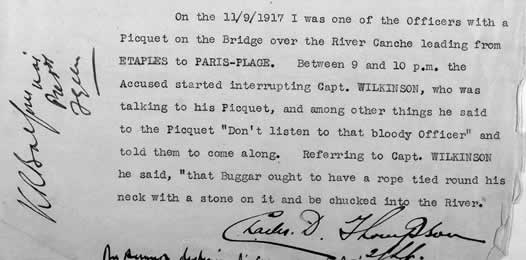 On the 11/9/1917 I was one of the Officers with a
Picquet on the Bridge over the River Canche leading from
ETAPLES to PARIS-PLAGE. Between 9 and 10 p.m. the
Accused started interrupting Capt. WILKINSON, who was
talking to his Picquet, and among other things he said
to the Picquet "Don't listen to that bloody Officer" and
told them to come along. Referring to Capt. WILKINSON
he said, "that Buggar ought to have a rope tied round his
neck with a stone on it and be chucked into the River."
Charles. D. Thompson